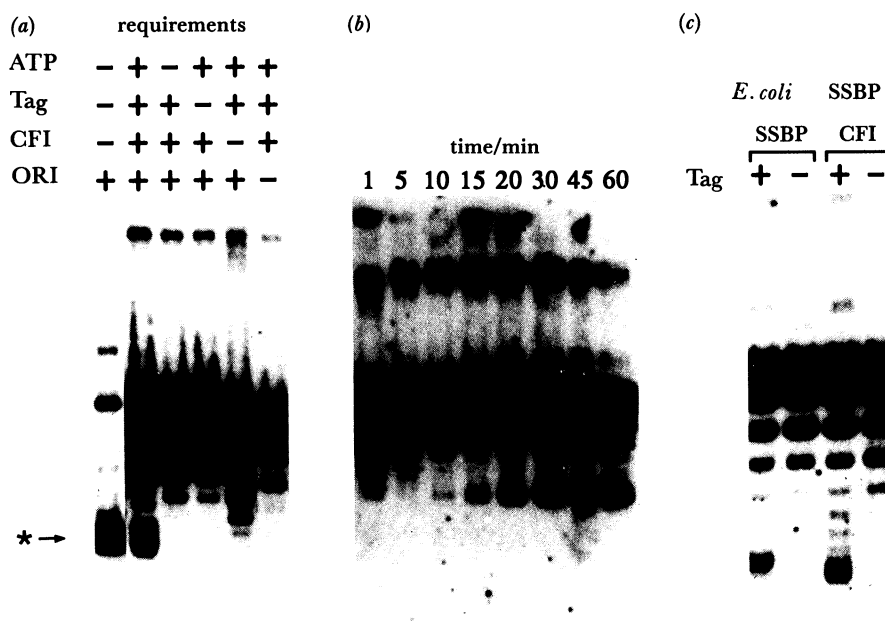 (a) requirements
ATP − + − + + +
Tag − + + − + +
CFI − + + + − +
ORI + + + + + −
* →
(b)
time/min
1 5 10 15 20 30 45 60
(c)
E. coli SSBP
SSBP CFI
Tag + − + −